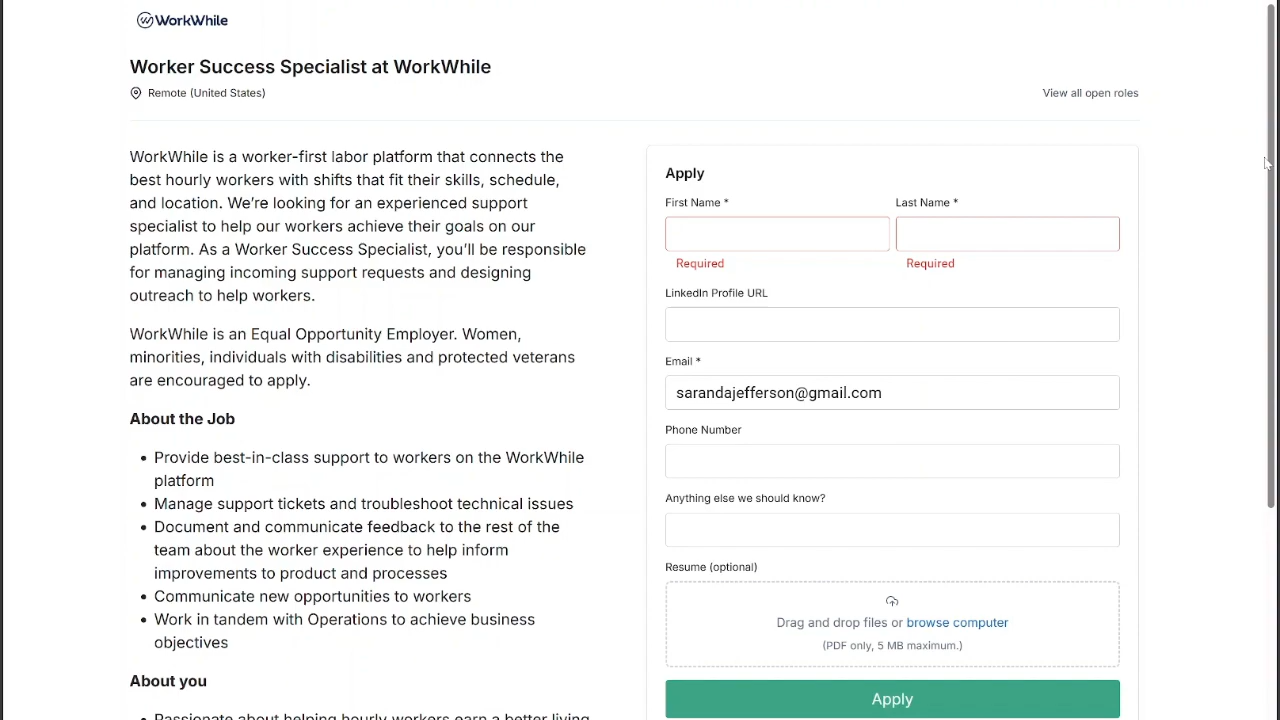 WorkWhile
Worker Success Specialist at WorkWhile
Remote (United States)
View all open roles
WorkWhile is a worker-first labor platform that connects the
best hourly workers with shifts that fit their skills, schedule,
and location. We’re looking for an experienced support
specialist to help our workers achieve their goals on our
platform. As a Worker Success Specialist, you’ll be responsible
for managing incoming support requests and designing
outreach to help workers.
WorkWhile is an Equal Opportunity Employer. Women,
minorities, individuals with disabilities and protected veterans
are encouraged to apply.
About the Job
• Provide best-in-class support to workers on the WorkWhile
platform
• Manage support tickets and troubleshoot technical issues
• Document and communicate feedback to the rest of the
team about the worker experience to help inform
improvements to product and processes
• Communicate new opportunities to workers
• Work in tandem with Operations to achieve business
objectives
About you
• Passionate about helping hourly workers earn a better living
Apply
First Name *
Last Name *
Required
Required
LinkedIn Profile URL
Email *
sarandajefferson@gmail.com
Phone Number
Anything else we should know?
Resume (optional)
Drag and drop files or browse computer
(PDF only, 5 MB maximum.)
Apply